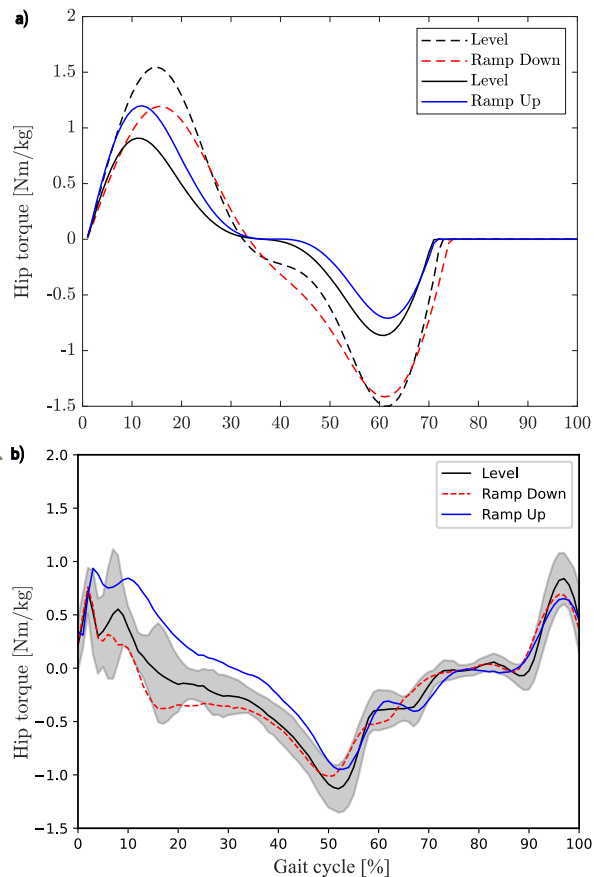 a)
2
1.5
1
0.5
0
-0.5
-1
-1.5
Hip torque [Nm/kg]
Level
Ramp Down
Level
Ramp Up
0 10 20 30 40 50 60 70 80 90 100
b)
2.0
1.5
1.0
0.5
0.0
−0.5
−1.0
−1.5
Hip torque [Nm/kg]
Level
Ramp Down
Ramp Up
0 10 20 30 40 50 60 70 80 90 100
Gait cycle [%]